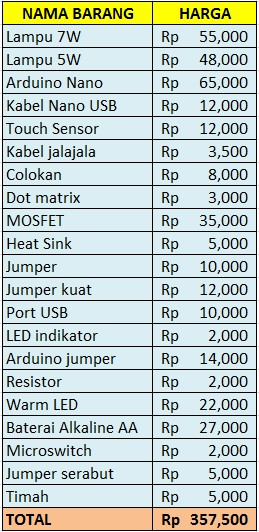 NAMA BARANG HARGA
Lampu 7W Rp 55,000
Lampu 5W Rp 48,000
Arduino Nano Rp 65,000
Kabel Nano USB Rp 12,000
Touch Sensor Rp 12,000
Kabel jalajala Rp 3,500
Colokan Rp 8,000
Dot matrix Rp 3,000
MOSFET Rp 35,000
Heat Sink Rp 5,000
Jumper Rp 10,000
Jumper kuat Rp 12,000
Port USB Rp 10,000
LED indikator Rp 2,000
Arduino jumper Rp 14,000
Resistor Rp 2,000
Warm LED Rp 22,000
Baterai Alkaline AA Rp 27,000
Microswitch Rp 2,000
Jumper serabut Rp 5,000
Timah Rp 5,000
TOTAL Rp 357,500